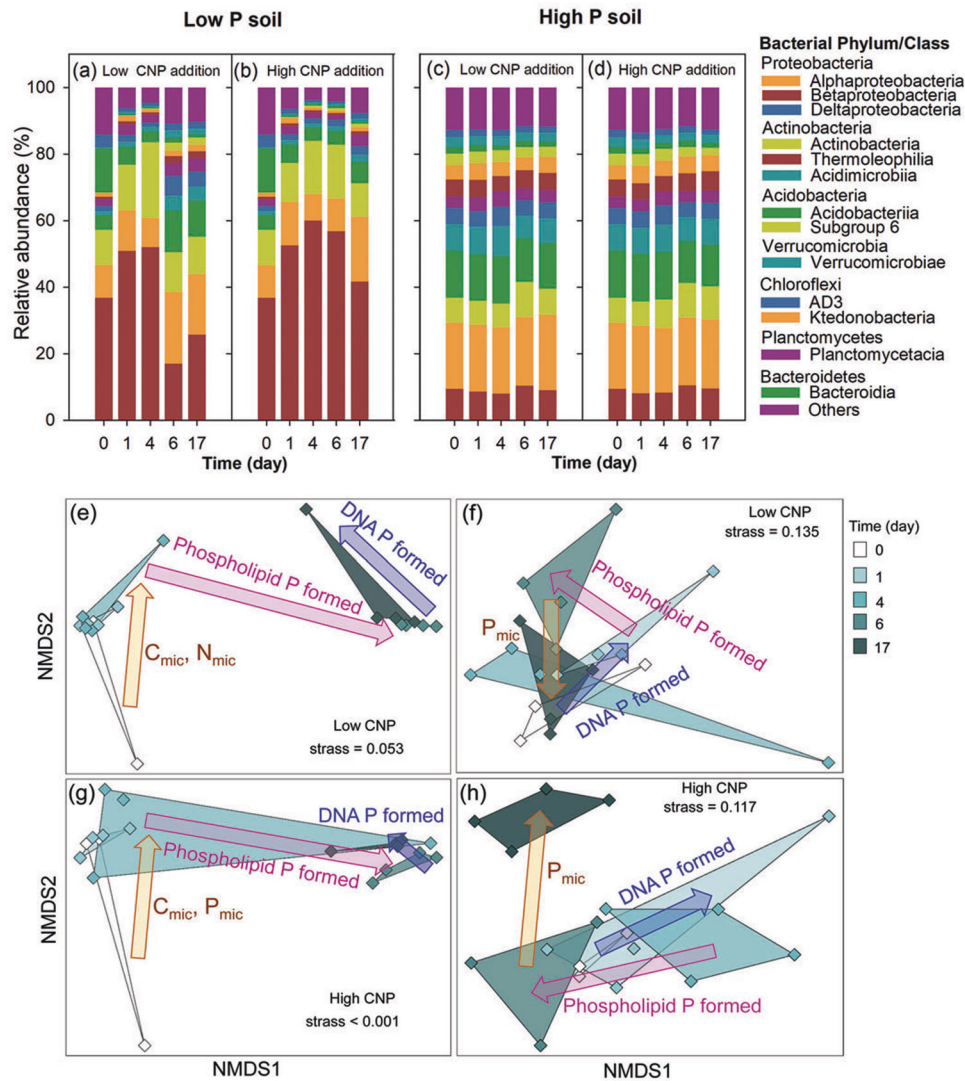 Low P soil
High P soil
(a) Low CNP addition
(b) High CNP addition
(c) Low CNP addition
(d) High CNP addition
Relative abundance (%)
100
80
60
40
20
0
0 1 4 6 17
0 1 4 6 17
0 1 4 6 17
0 1 4 6 17
Time (day)
Time (day)
Bacterial Phylum/Class
Proteobacteria
Alphaproteobacteria
Betaproteobacteria
Deltaproteobacteria
Actinobacteria
Actinobacteria
Thermoleophilia
Acidimicrobiia
Acidobacteria
Acidobacteriia
Subgroup 6
Verrucomicrobia
Verrucomicrobiae
Chloroflexi
AD3
Ktedonobacteria
Planctomycetes
Planctomycetacia
Bacteroidetes
Bacteroidia
Others
(e)
Phospholipid P formed
DNA P formed
Cmic, Nmic
Low CNP
strass = 0.053
NMDS2
(f)
Low CNP
strass = 0.135
Phospholipid P formed
Pmic
DNA P formed
Time (day)
0
1
4
6
17
(g)
DNA P formed
Phospholipid P formed
Cmic, Pmic
High CNP
strass < 0.001
NMDS2
NMDS1
(h)
High CNP
strass = 0.117
Pmic
DNA P formed
Phospholipid P formed
NMDS1